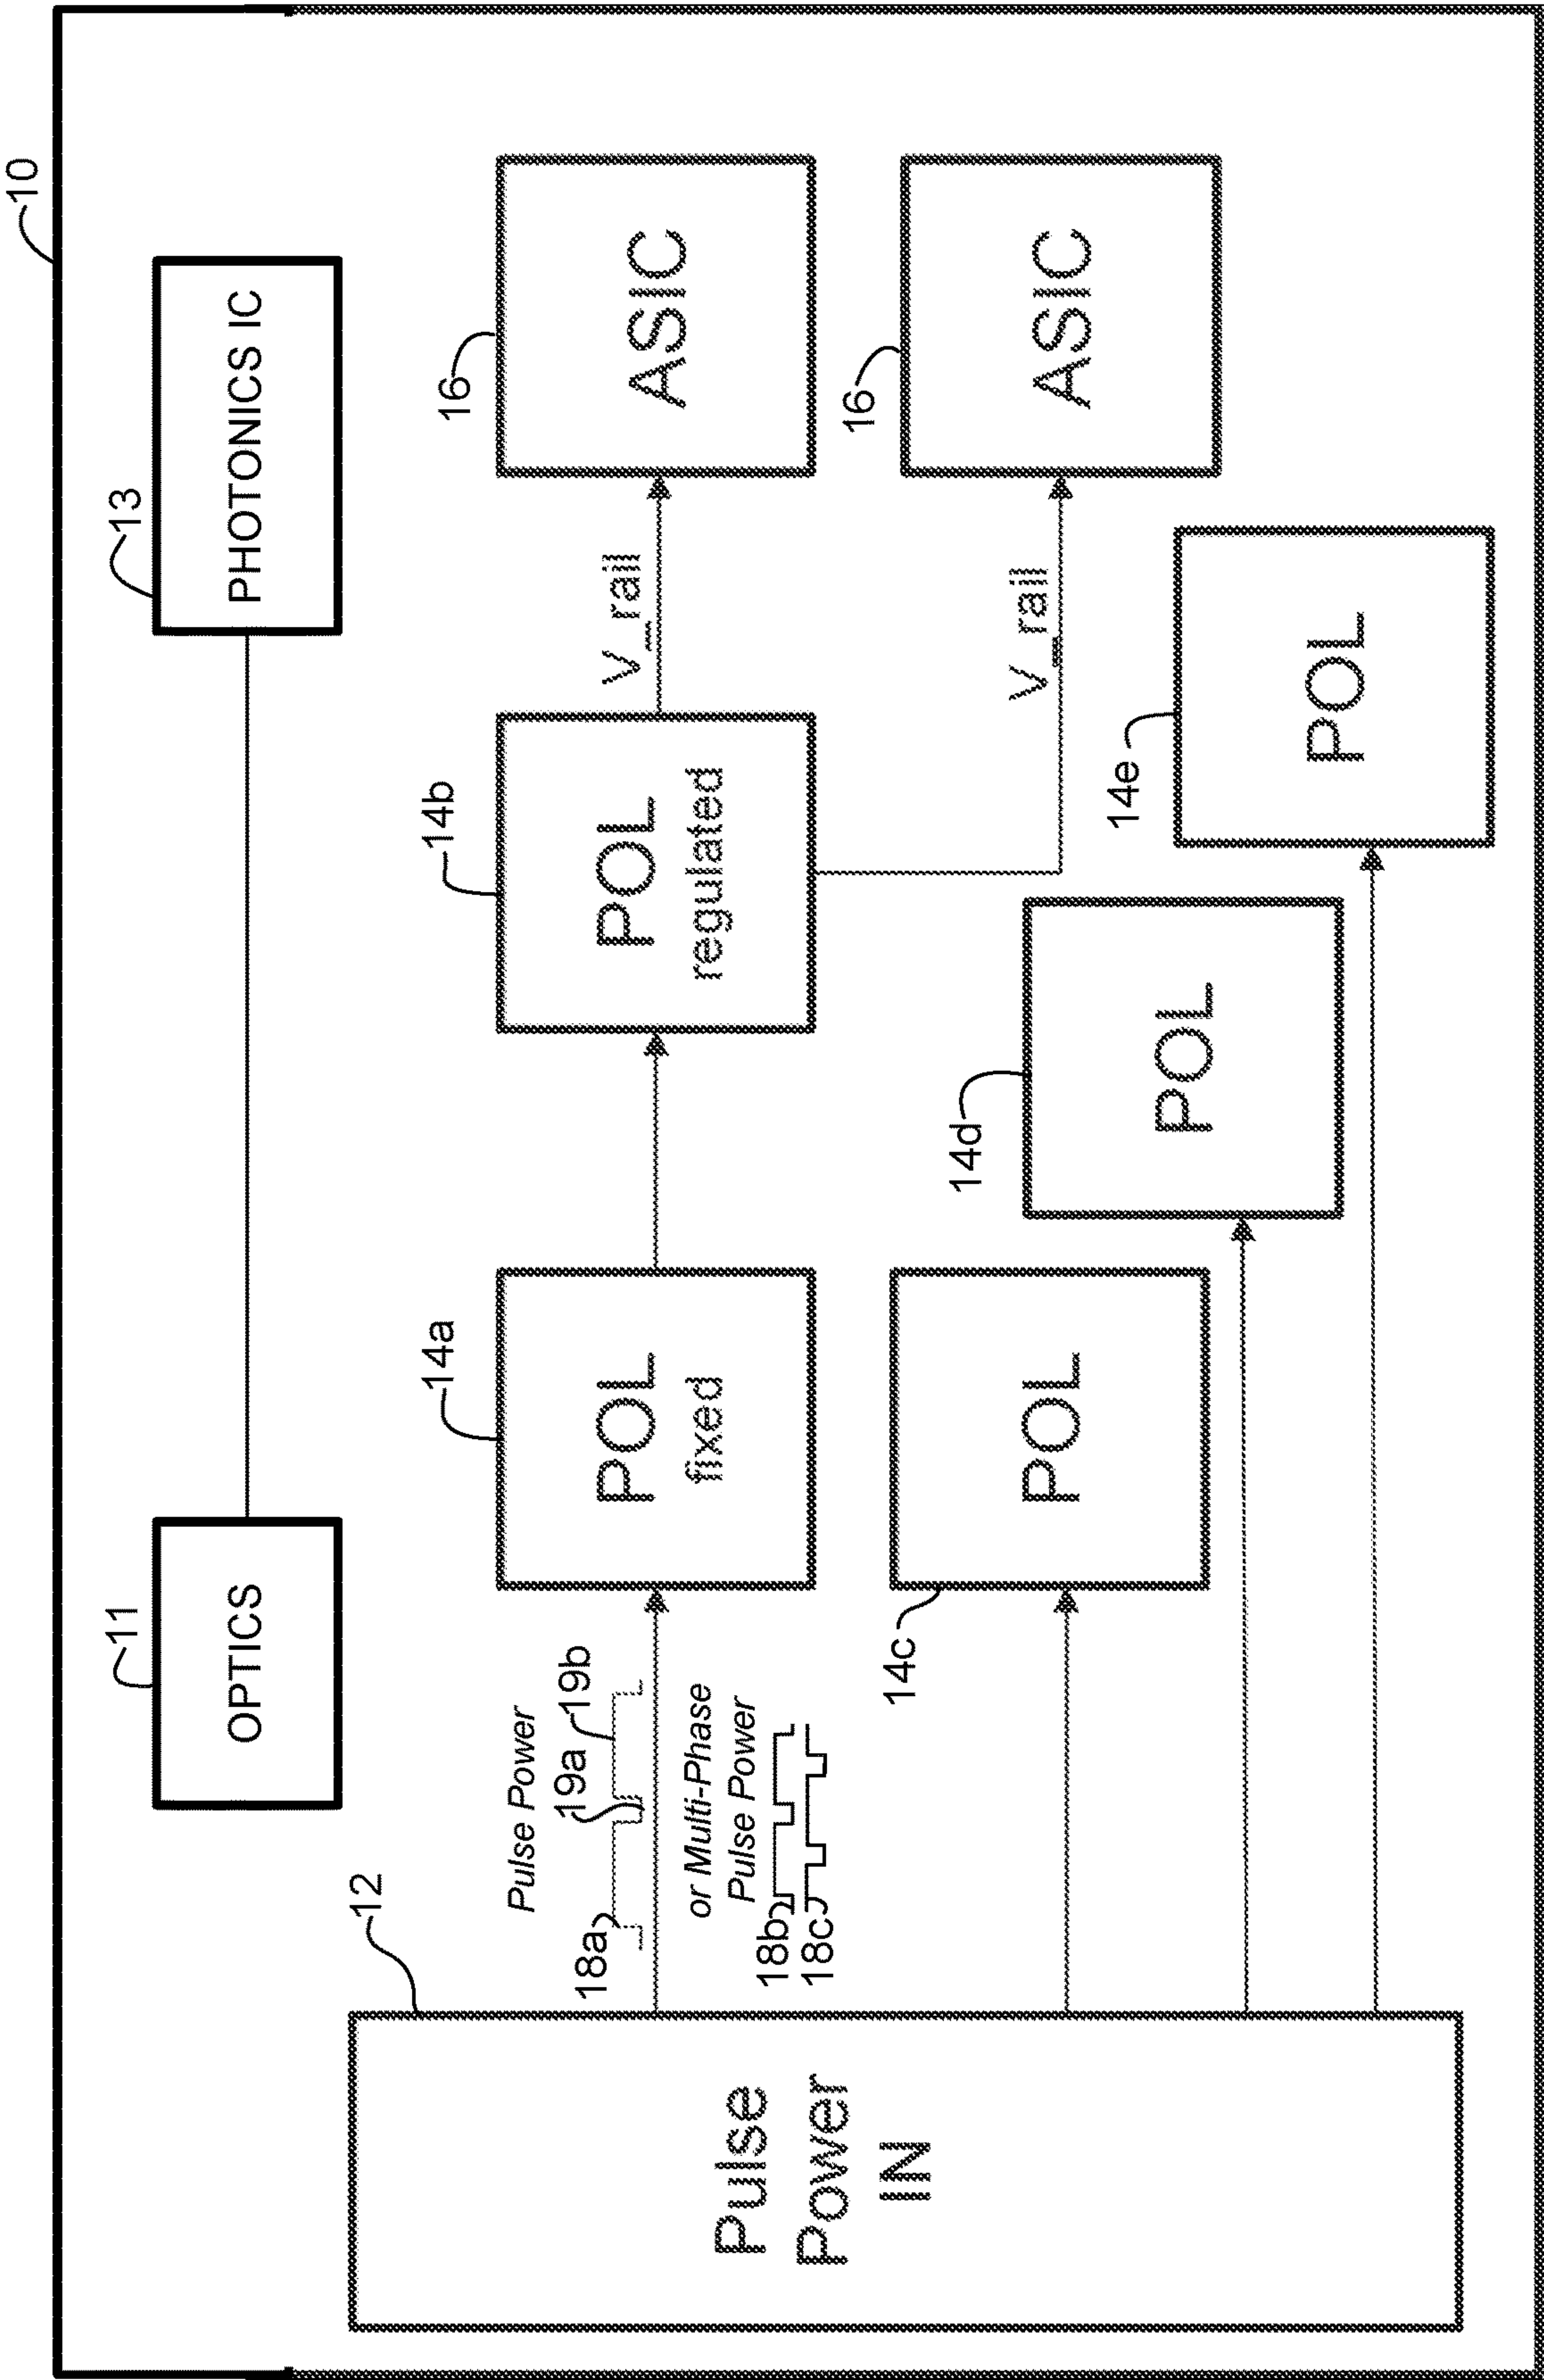 10
11
OPTICS
13
PHOTONICS IC
12
Pulse
Power
IN
Pulse Power
18a
19a
19b
or Multi-Phase
Pulse Power
18b
18c
14a
POL
fixed
14b
POL
regulated
V_rail
16
ASIC
V_rail
16
ASIC
14c
POL
14d
POL
14e
POL